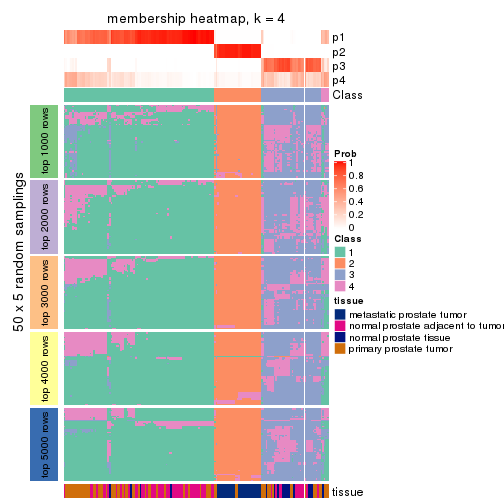 membership heatmap, k = 4
p1
p2
p3
p4
Class
50 x 5 random samplings
top 1000 rows
top 2000 rows
top 3000 rows
top 4000 rows
top 5000 rows
Prob
1
0.8
0.6
0.4
0.2
0
Class
1
2
3
4
tissue
metastatic prostate tumor
normal prostate adjacent to tumor
normal prostate tissue
primary prostate tumor
tissue